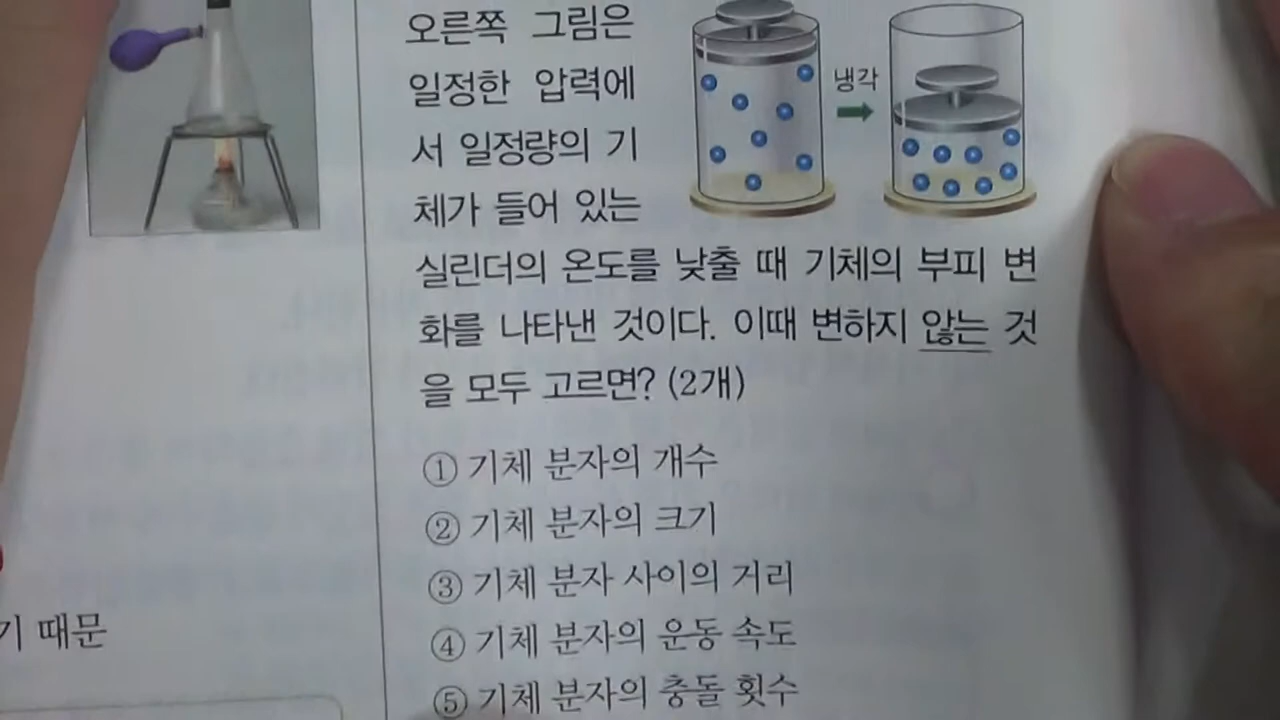 오른쪽 그림은
일정한 압력에
서 일정량의 기
체가 들어 있는
냉각
실린더의 온도를 낮출 때 기체의 부피 변
화를 나타낸 것이다. 이때 변하지 않는 것
을 모두 고르면? (2개)
① 기체 분자의 개수
② 기체 분자의 크기
③ 기체 분자 사이의 거리
④ 기체 분자의 운동 속도
⑤ 기체 분자의 충돌 횟수
기 때문